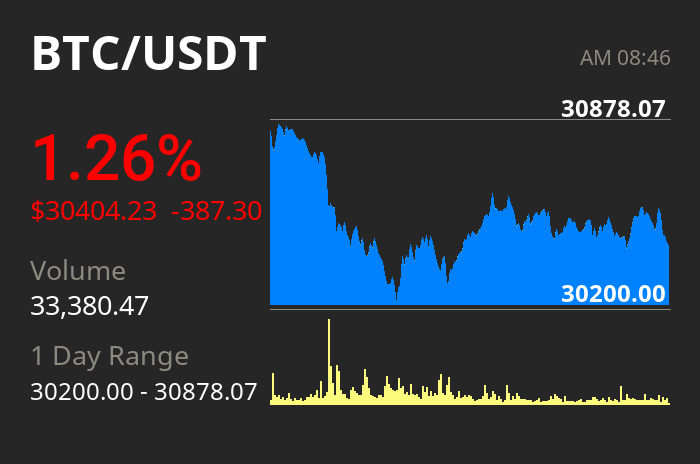 BTC/USDT
AM 08:46
30878.07
1.26%
$30404.23 -387.30
Volume
33,380.47
30200.00
1 Day Range
30200.00 - 30878.07